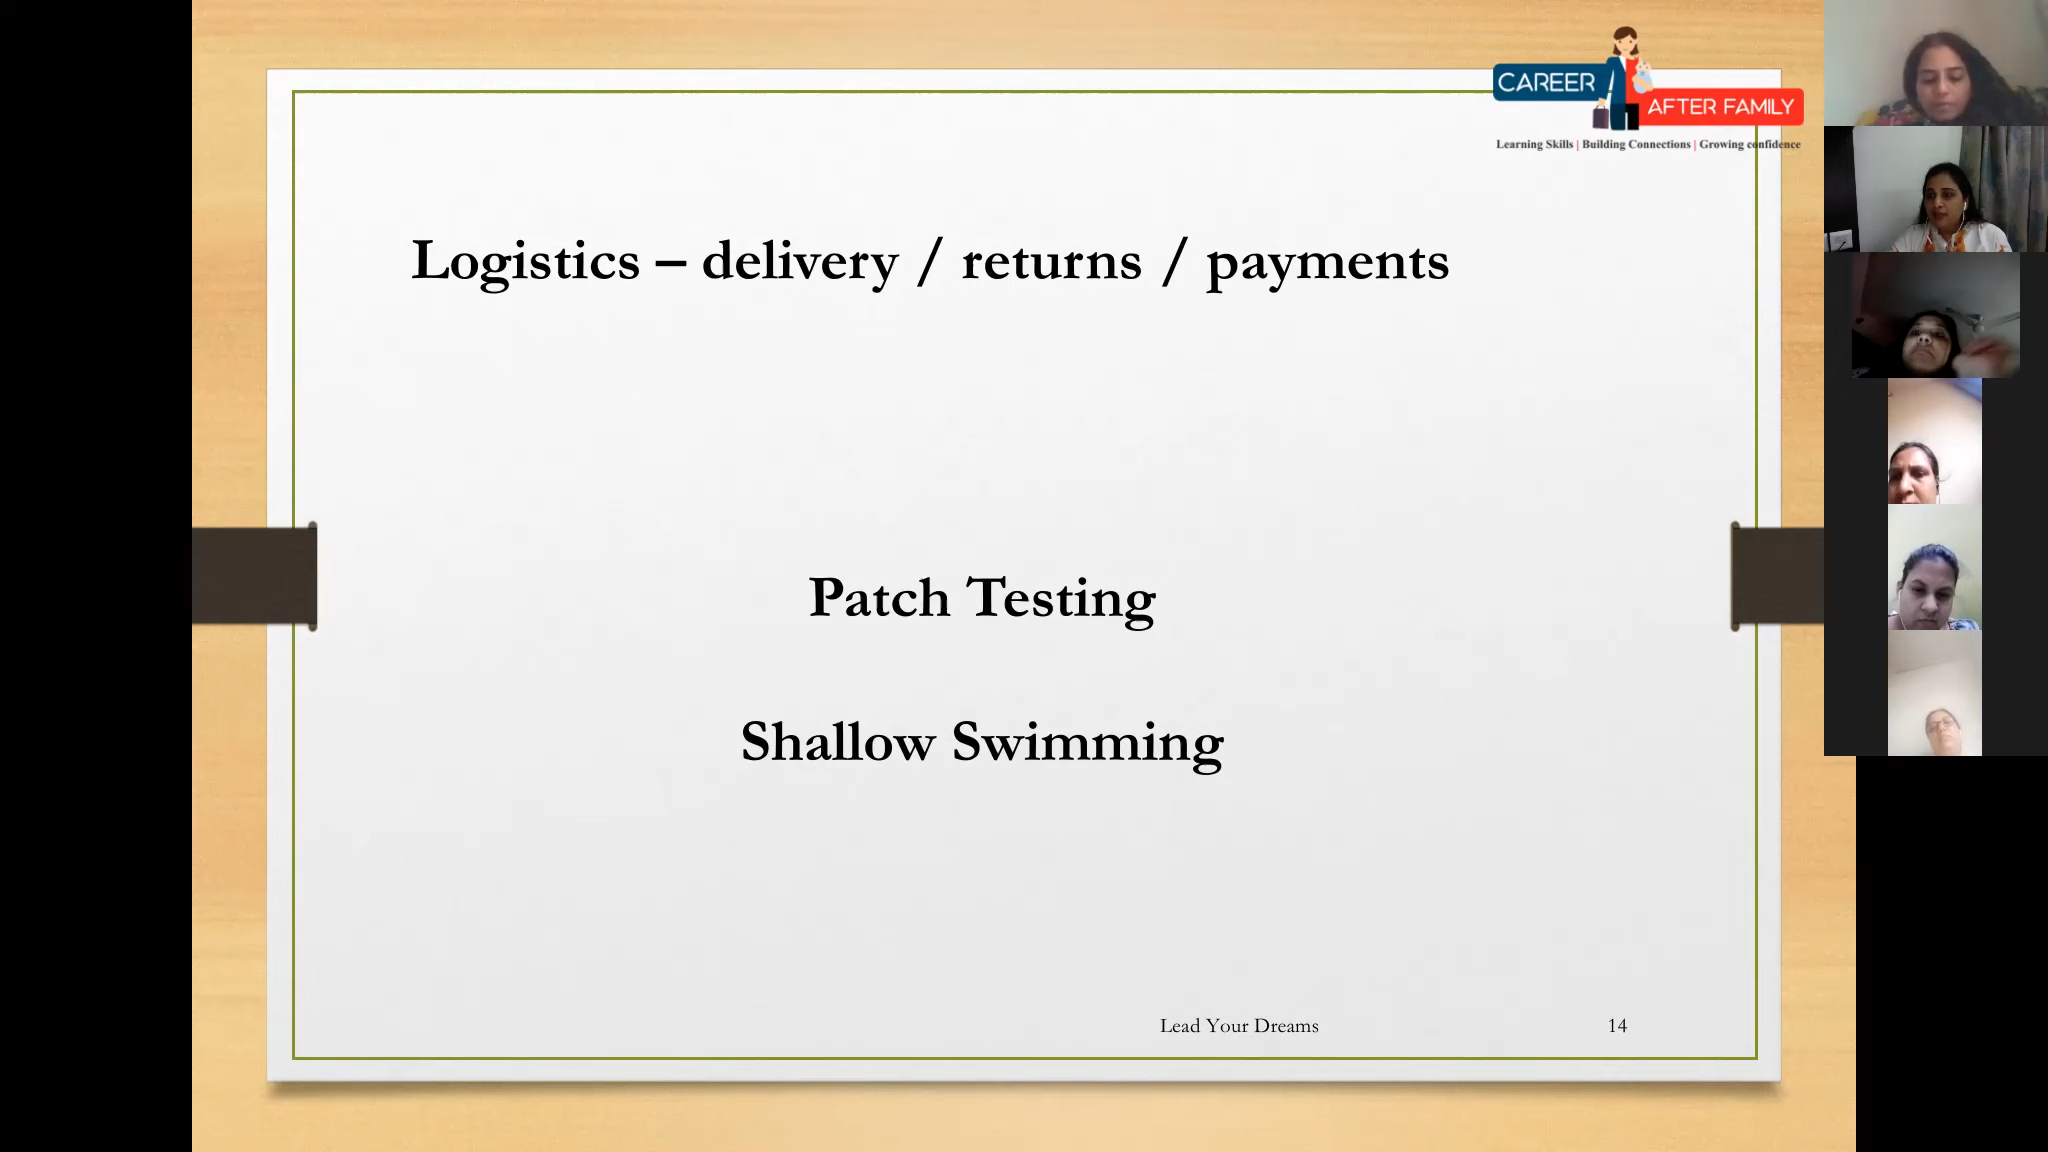 CAREER
AFTER FAMILY
Learning Skills | Building Connections | Growing confidence
Logistics – delivery / returns / payments
Patch Testing
Shallow Swimming
Lead Your Dreams 14